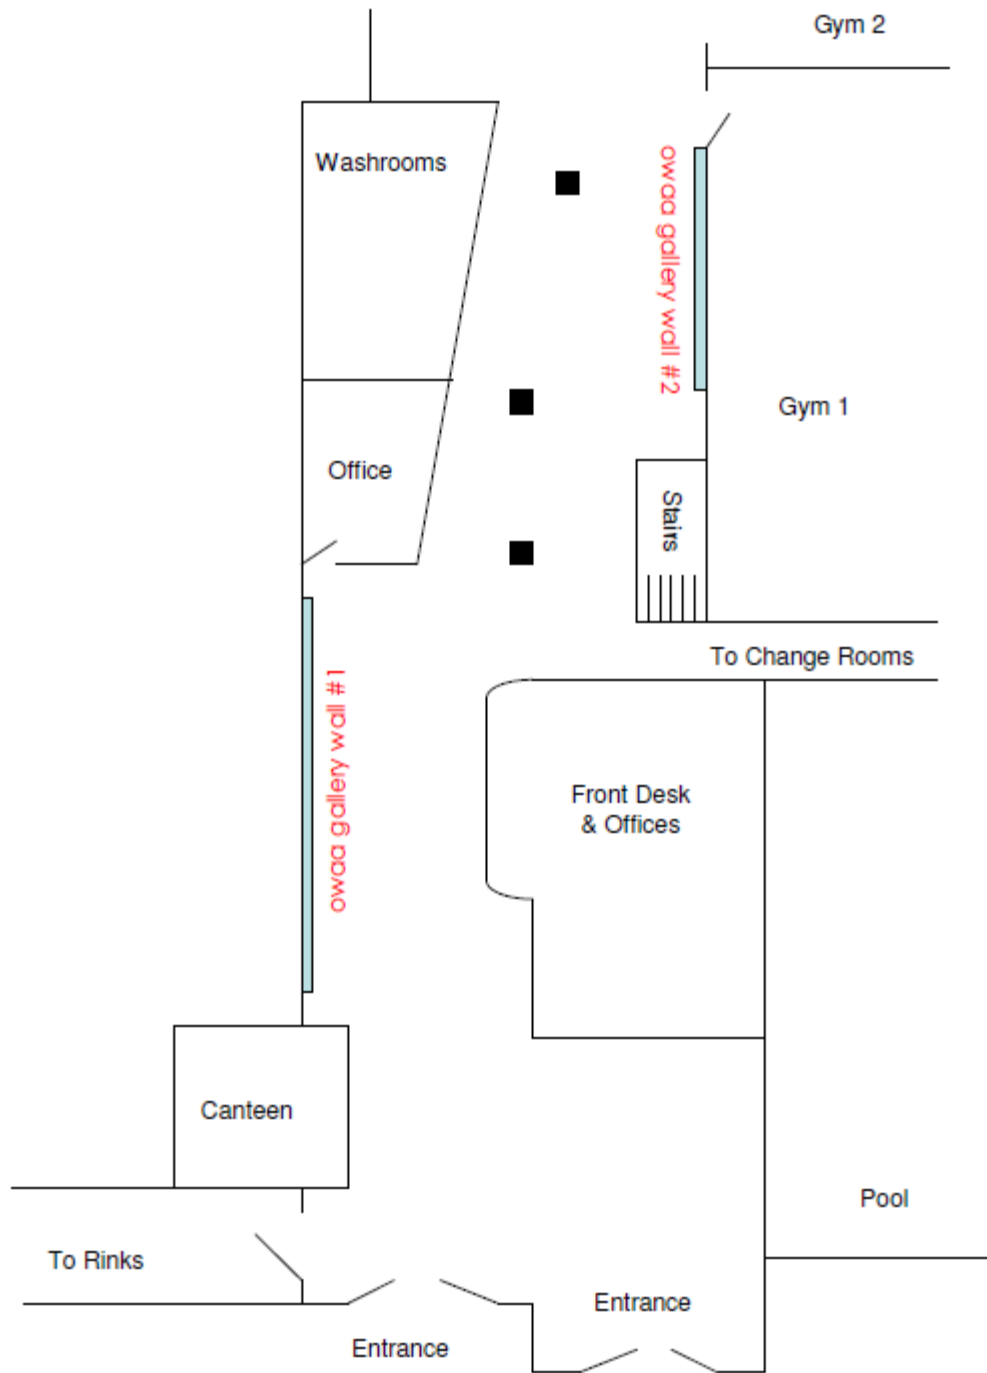 Gym 2
Washrooms
owaa gallery wall #2
Gym 1
Office
Stairs
To Change Rooms
owaa gallery wall #1
Front Desk
& Offices
Canteen
Pool
To Rinks
Entrance
Entrance